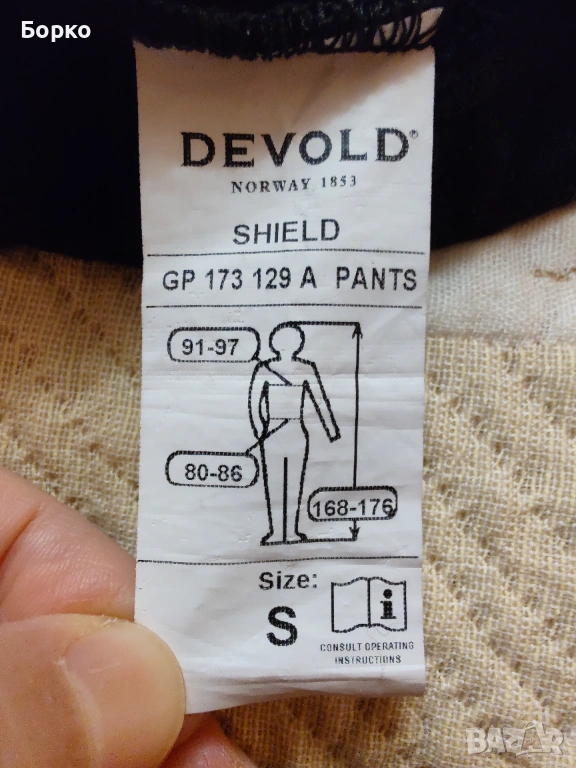 Борко
DEVOLD®
NORWAY 1853
SHIELD
GP 173 129 A PANTS
91-97
80-86
168-176
Size:
S
i
CONSULT OPERATING
INSTRUCTIONS
BAZAR